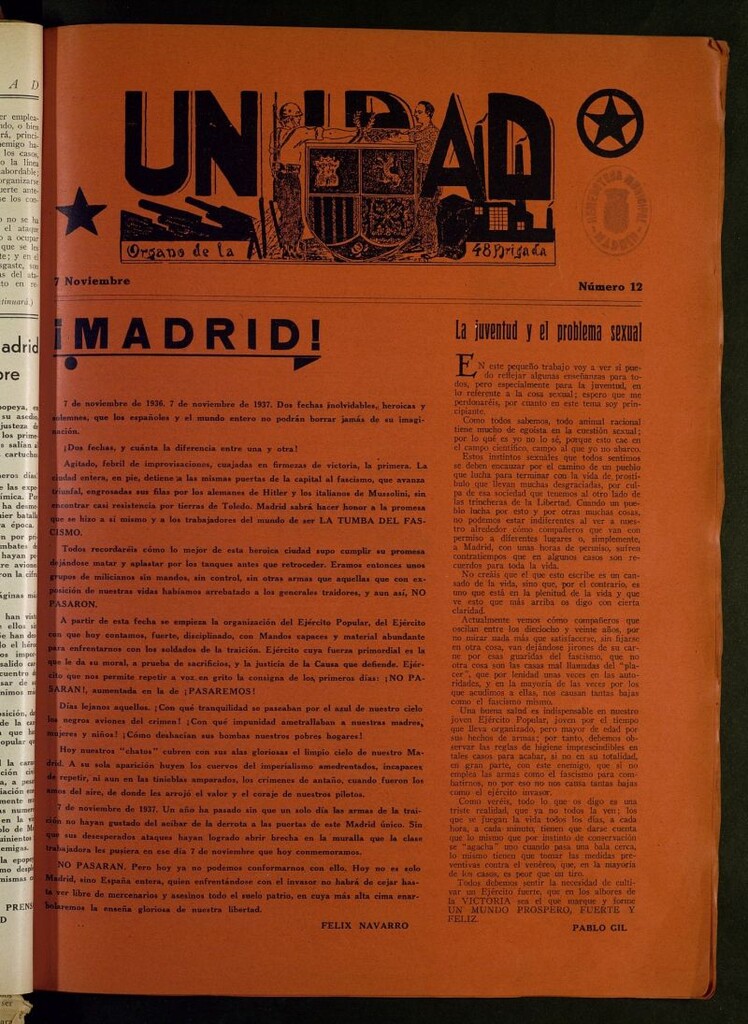 UNIDAD
Organo de la 48 Brigada
7 Noviembre
Número 12
¡MADRID!
7 de noviembre de 1936. 7 de noviembre de 1937. Dos fechas inolvidables, heroicas y
solemnes, que los españoles y el mundo entero no podrán borrar jamás de su imagi-
nación.
¡Dos fechas, y cuánta la diferencia entre una y otra!
Agitado, febril de improvisaciones, cuajadas en firmezas de victoria, la primera. La
ciudad entera, en pie, detiene a las mismas puertas de la capital al fascismo, que avanza
triunfal, engrosadas sus filas por los alemanes de Hitler y los italianos de Mussolini, sin
encontrar casi resistencia por tierras de Toledo. Madrid sabrá hacer honor a la promesa
que se hizo a sí mismo y a los trabajadores del mundo de ser LA TUMBA DEL FAS-
CISMO.
Todos recordaréis cómo lo mejor de esta heroica ciudad supo cumplir su promesa
dejándose matar y aplastar por los tanques antes que retroceder. Eramos entonces unos
grupos de milicianos sin mandos, sin control, sin otras armas que aquellas que con ex-
posición de nuestras vidas habíamos arrebatado a los generales traidores, y aun así, NO
PASARON.
A partir de esta fecha se empieza la organización del Ejército Popular, del Ejército
con que hoy contamos, fuerte, disciplinado, con Mandos capaces y material abundante
para enfrentarnos con los soldados de la traición. Ejército cuya fuerza primordial es la
que le da su moral, a prueba de sacrificios, y la justicia de la Causa que defiende. Ejér-
cito que nos permite repetir a voz en grito la consigna de los primeros días: ¡NO PA-
SARAN!, aumentada en la de ¡PASAREMOS!
Días lejanos aquellos. ¡Con qué tranquilidad se paseaban por el azul de nuestro cielo
los negros aviones del crimen! ¡Con qué impunidad ametrallaban a nuestras madres,
mujeres y niños! ¡Cómo deshacían sus bombas nuestros pobres hogares!
Hoy nuestros "chatos" cubren con sus alas gloriosas el limpio cielo de nuestro Ma-
drid. A su sola aparición huyen los cuervos del imperialismo amedrentados, incapaces
de repetir, ni aun en las tinieblas amparados, los crímenes de antaño, cuando fueron los
amos del aire, de donde les arrojó el valor y el coraje de nuestros pilotos.
7 de noviembre de 1937. Un año ha pasado sin que un solo día las armas de la trai-
ción no hayan gustado del acíbar de la derrota a las puertas de este Madrid único. Sin
que sus desesperados ataques hayan logrado abrir brecha en la muralla que la clase
trabajadora les pusiera en ese día 7 de noviembre que hoy conmemoramos.
NO PASARAN. Pero hoy ya no podemos conformarnos con ello. Hoy no es solo
Madrid, sino España entera, quien enfrentándose con el invasor no habrá de cejar has-
ta ver libre de mercenarios y asesinos todo el suelo patrio, en cuya más alta cima enar-
bolaremos la enseña gloriosa de nuestra libertad.
FELIX NAVARRO
La juventud y el problema sexual
EN este pequeño trabajo voy a ver si pue-
do reflejar algunas enseñanzas para to-
dos, pero especialmente para la juventud, en
lo referente a la cosa sexual; espero que me
perdonaréis, por cuanto en este tema soy prin-
cipiante.
Como todos sabemos, todo animal racional
tiene mucho de egoísta en la cuestión sexual;
por lo qué es yo no lo sé, porque esto cae en
el campo científico, campo al que yo no abarco.
Estos instintos sexuales que todos sentimos
se deben encauzar por el camino de un pueblo
que lucha para terminar con la vida de prosti-
bulo que llevan muchas desgraciadas, por cul-
pa de esa sociedad que tenemos al otro lado de
las trincheras de la Libertad. Cuando un pue-
blo lucha por esto y por otras muchas cosas,
no podemos estar indiferentes al ver a nues-
tro alrededor cómo compañeros que van con
permiso a diferentes lugares o, simplemente,
a Madrid, con unas horas de permiso, sufren
contratiempos que en algunos casos son re-
cuerdos para toda la vida.
No creáis que el que esto escribe es un can-
sado de la vida, sino que, por el contrario, es
uno que está en la plenitud de la vida y que
ve esto que más arriba os digo con cierta
claridad.
Actualmente vemos cómo compañeros que
oscilan entre los dieciocho y veinte años, por
no mirar nada más que satisfacerse, sin fijarse
en otra cosa, van dejándose jirones de su car-
ne por esas guaridas del fascismo, que no
otra cosa son las casas mal llamadas del "pla-
cer", que por lenidad unas veces en las auto-
ridades, y en la mayoría de las veces por los
que acudimos a ellas, nos causan tantas bajas
como el fascismo mismo.
Una buena salud es indispensable en nuestro
joven Ejército Popular, joven por el tiempo
que lleva organizado, pero mayor de edad por
sus hechos de armas; por tanto, debemos ob-
servar las reglas de higiene imprescindibles en
tales casos para acabar, si no en su totalidad,
en gran parte, con este enemigo, que si no
emplea las armas como el fascismo para com-
batirnos, no por eso no nos causa tantas bajas
como el ejército invasor.
Como veréis, todo lo que os digo es una
triste realidad, que ya no todos la ven; los
que se juegan la vida todos los días, a cada
hora, a cada minuto, tienen que darse cuenta
que lo mismo que por instinto de conservación
se "agacha" uno cuando pasa una bala cerca,
lo mismo tienen que tomar las medidas pre-
ventivas contra el venéreo, que, en la mayoría
de los casos, es peor que un tiro.
Todos debemos sentir la necesidad de culti-
var un Ejército fuerte, que en los albores de
la VICTORIA sea el que marque y forme
UN MUNDO PROSPERO, FUERTE Y
FELIZ.
PABLO GIL